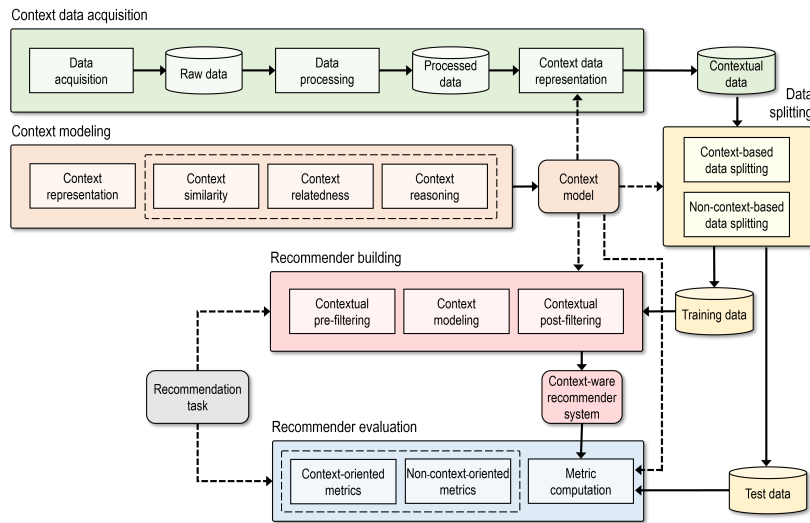 Context data acquisition
Data
acquisition
Raw data
Data
processing
Processed
data
Context data
representation
Contextual
data
Data
splitting
Context modeling
Context
representation
Context
similarity
Context
relatedness
Context
reasoning
Context
model
Context-based
data splitting
Non-context-based
data splitting
Recommender building
Contextual
pre-filtering
Context
modeling
Contextual
post-filtering
Training data
Recommendation
task
Context-ware
recommender
system
Recommender evaluation
Context-oriented
metrics
Non-context-oriented
metrics
Metric
computation
Test data